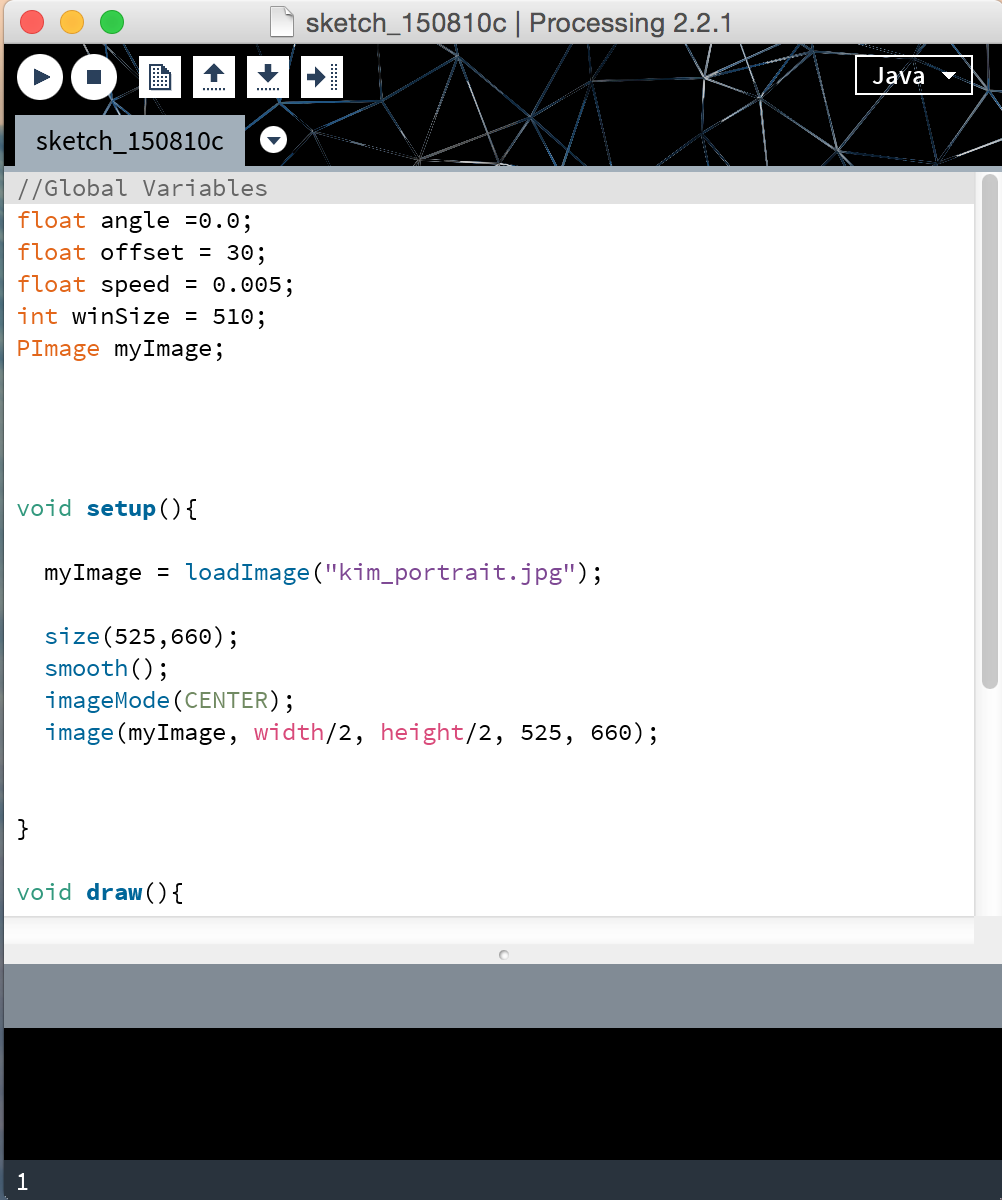 sketch_150810c | Processing 2.2.1
Java
sketch_150810c
//Global Variables
float angle =0.0;
float offset = 30;
float speed = 0.005;
int winSize = 510;
PImage myImage;
void setup(){
myImage = loadImage("kim_portrait.jpg");
size(525,660);
smooth();
imageMode(CENTER);
image(myImage, width/2, height/2, 525, 660);
}
void draw(){
1